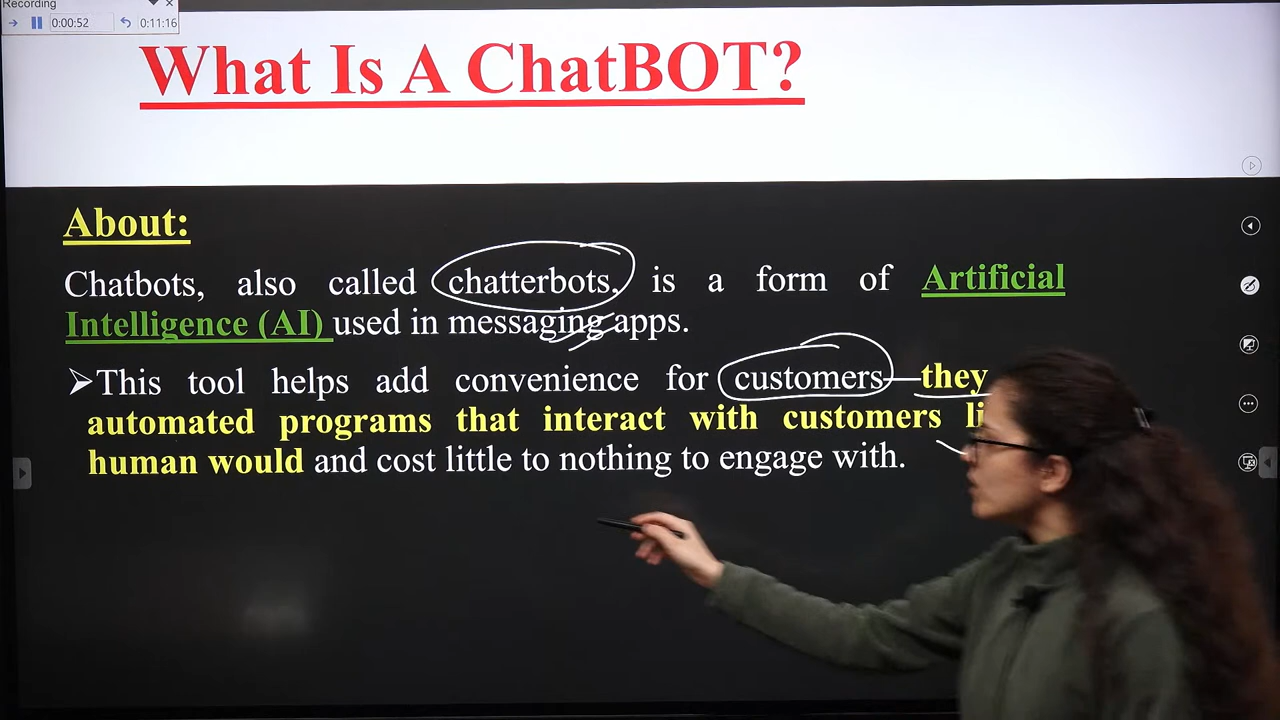 Recording
0:00:52 0:11:16
What Is A ChatBOT?
About:
Chatbots, also called chatterbots, is a form of Artificial
Intelligence (AI) used in messaging apps.
➢This tool helps add convenience for customers—they
automated programs that interact with customers
human would and cost little to nothing to engage with.